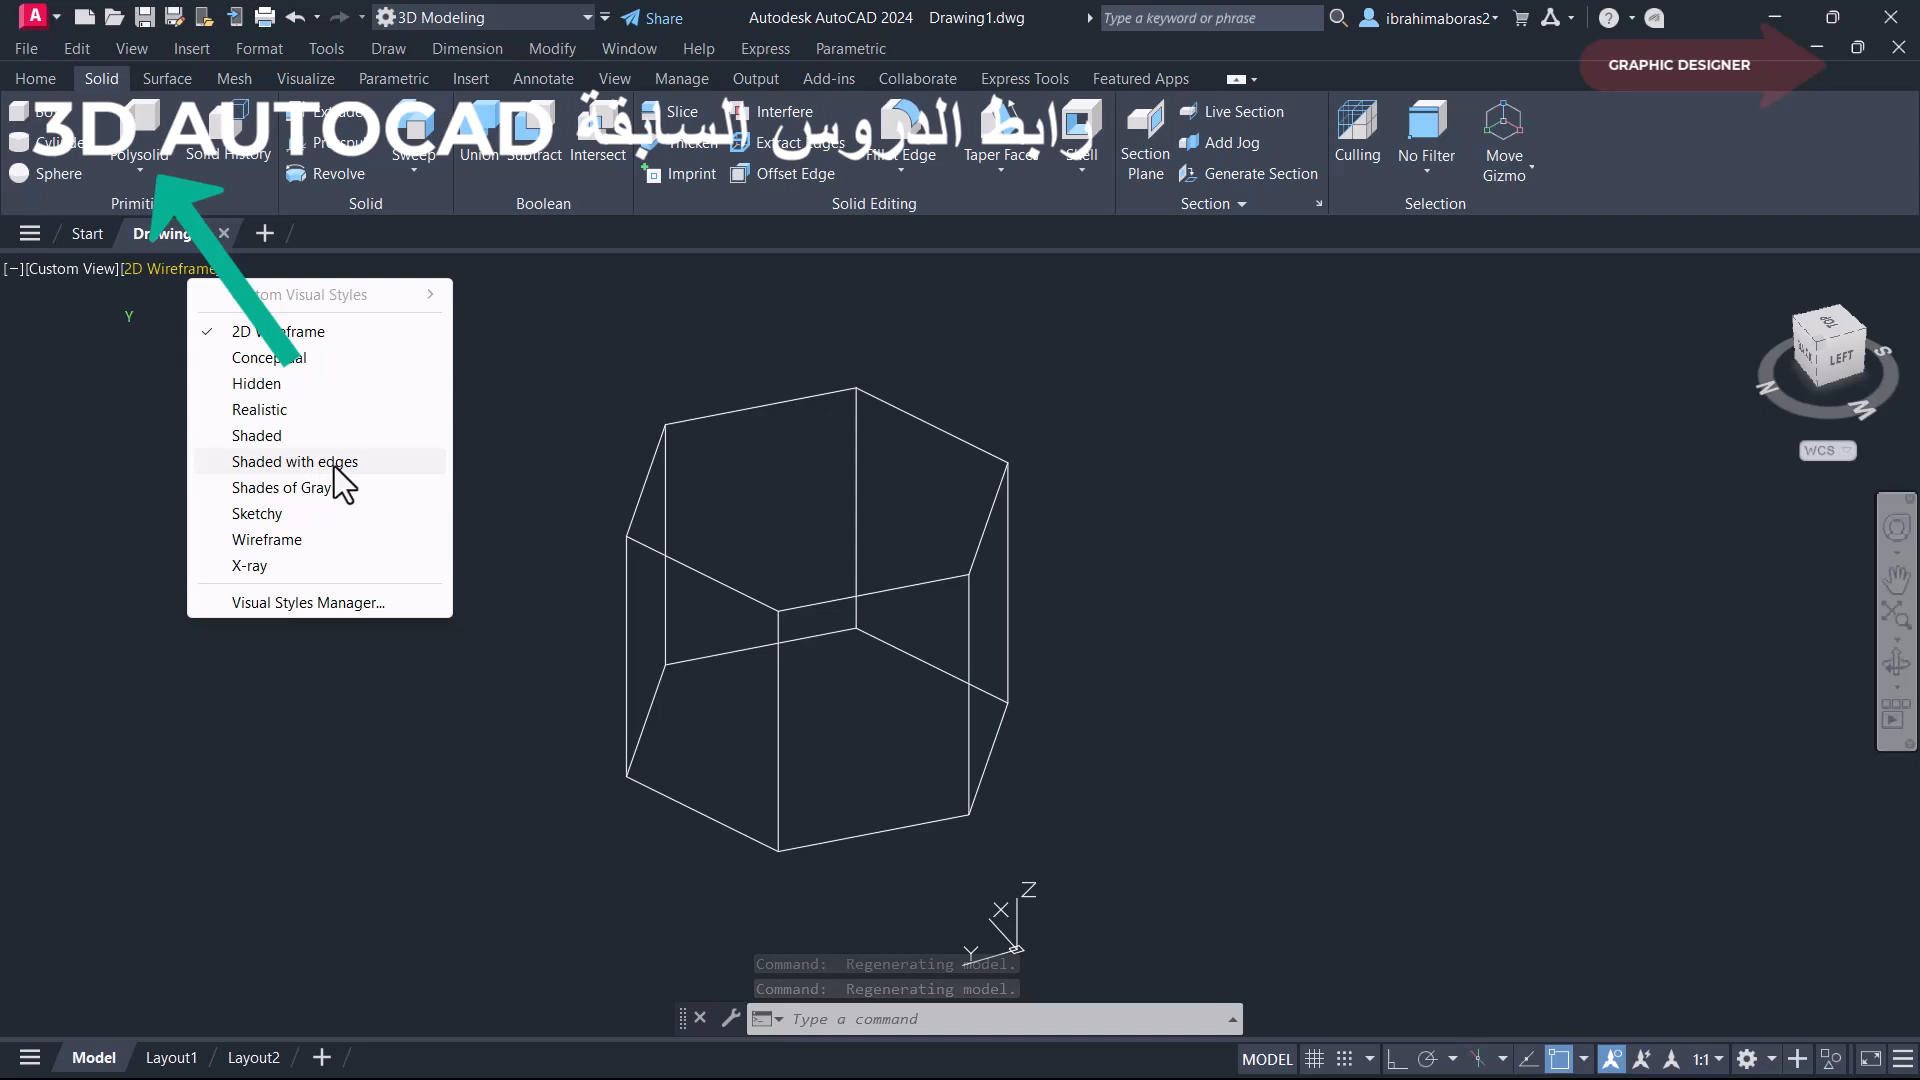 3D Modeling
Share
Autodesk AutoCAD 2024 Drawing1.dwg
Type a keyword or phrase
ibrahimaboras2
File Edit View Insert Format Tools Draw Dimension Modify Window Help Express Parametric
GRAPHIC DESIGNER
Home Solid Surface Mesh Visualize Parametric Insert Annotate View Manage Output Add-ins Collaborate Express Tools Featured Apps
3D AUTOCAD رابط الدروس السابقة
Slice Interfere Live Section
Extract Edges Add Jog
Polysolid Solid History Sweep Union Subtract Intersect Fillet Edge Taper Faces Shell Section Plane Culling No Filter Move Gizmo
Sphere Revolve Imprint Offset Edge Generate Section
Solid Boolean Solid Editing Section Selection
Start
[−][Custom View][2D Wireframe
Y
Visual Styles
2D Wireframe
Conceptual
Hidden
Realistic
Shaded
Shaded with edges
Shades of Gray
Sketchy
Wireframe
X-ray
Visual Styles Manager...
TOP
BACK
LEFT
N
S
W
WCS
Z
X
Y
Command: Regenerating model.
Command: Regenerating model.
Type a command
Model Layout1 Layout2
MODEL
1:1